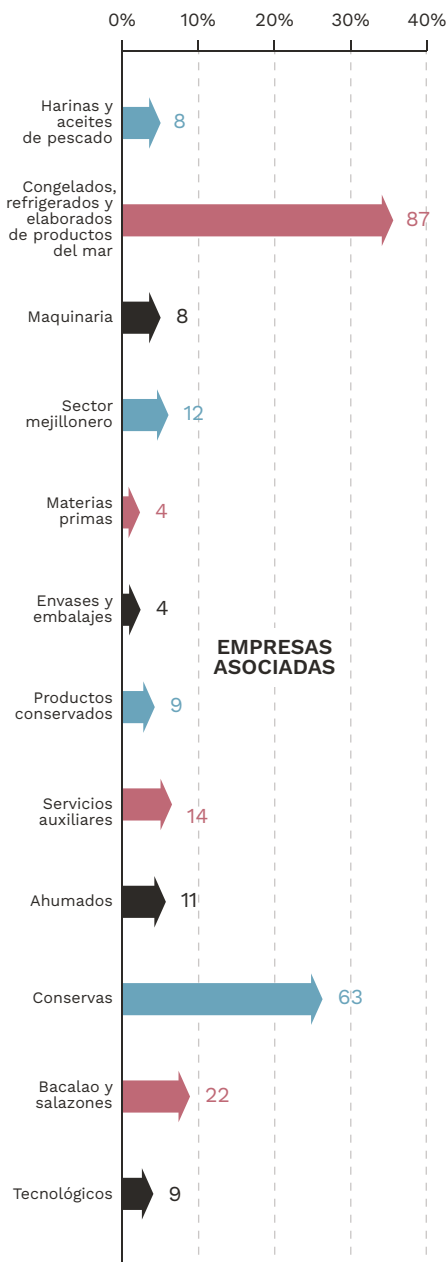 0% 10% 20% 30% 40%
Harinas y
aceites
de pescado
8
Congelados,
refrigerados y
elaborados
de productos
del mar
87
Maquinaria
8
Sector
mejillonero
12
Materias
primas
4
Envases y
embalajes
4
EMPRESAS
ASOCIADAS
Productos
conservados
9
Servicios
auxiliares
14
Ahumados
11
Conservas
63
Bacalao y
salazones
22
Tecnológicos
9